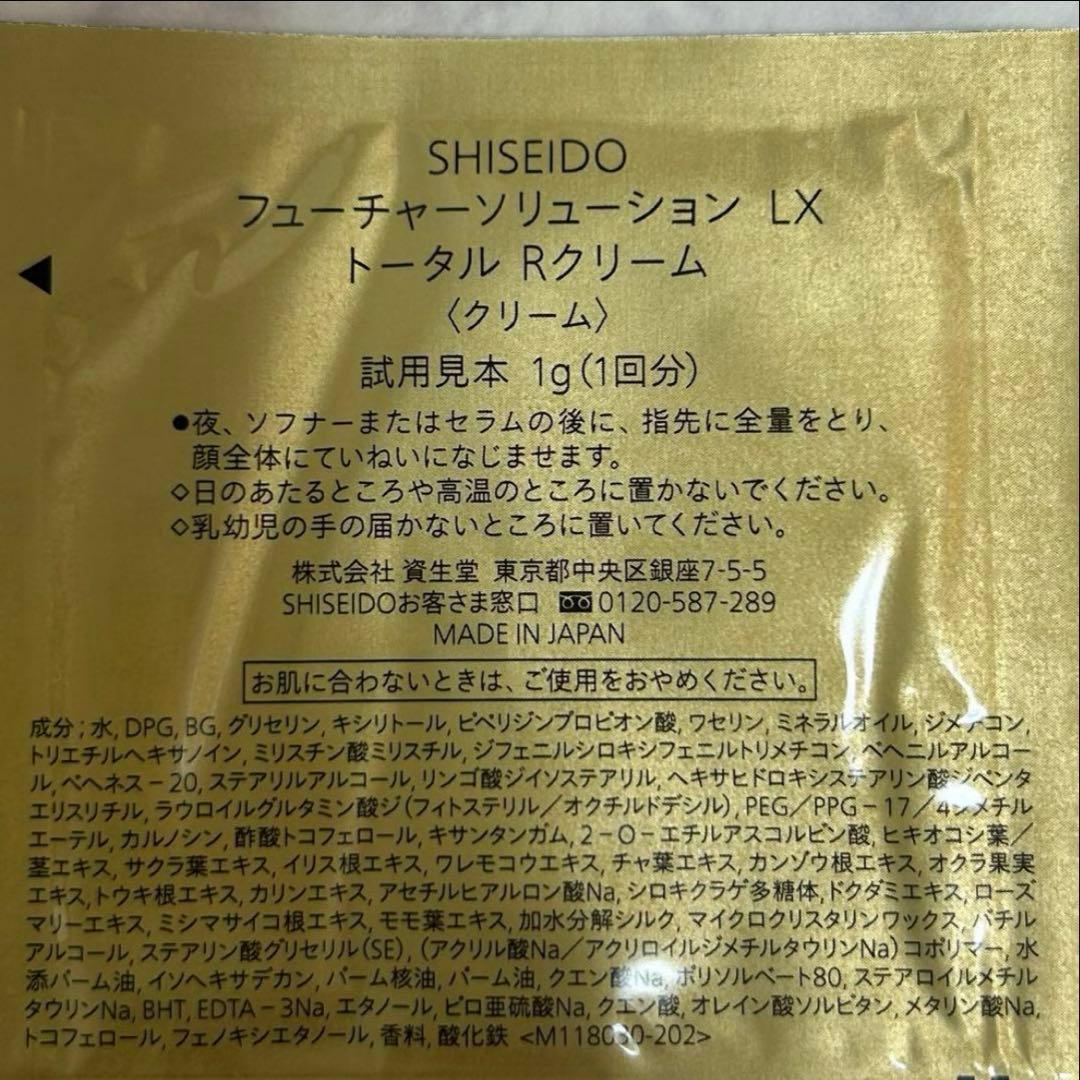 SHISEIDO
フューチャーソリューション LX
トータル Rクリーム
〈クリーム〉
試用見本 1g(1回分)
●夜、ソフナーまたはセラムの後に、指先に全量をとり、
顔全体にていねいになじませます。
◇日のあたるところや高温のところに置かないでください。
◇乳幼児の手の届かないところに置いてください。
株式会社 資生堂 東京都中央区銀座7-5-5
SHISEIDOお客さま窓口 0120-587-289
MADE IN JAPAN
お肌に合わないときは、ご使用をおやめください。
成分:水, DPG, BG, グリセリン, キシリトール, ピペリジンプロピオン酸, ワセリン, ミネラルオイル, ジメチコン,
トリエチルヘキサノイン, ミリスチン酸ミリスチル, ジフェニルシロキシフェニルトリメチコン, ベヘニルアルコー
ル, ベヘネス-20, ステアリルアルコール, リンゴ酸ジイソステアリル, ヘキサヒドロキシステアリン酸ジペンタ
エリスリチル, ラウロイルグルタミン酸ジ(フィトステリル/オクチルドデシル), PEG/PPG-17/4ジメチル
エーテル, カルノシン, 酢酸トコフェロール, キサンタンガム, 2-O-エチルアスコルビン酸, ヒキオコシ葉/
茎エキス, サクラ葉エキス, イリス根エキス, ワレモコウエキス, チャ葉エキス, カンゾウ根エキス, オクラ果実
エキス, トウキ根エキス, カリンエキス, アセチルヒアルロン酸Na, シロキクラゲ多糖体, ドクダミエキス, ローズ
マリーエキス, ミシマサイコ根エキス, モモ葉エキス, 加水分解シルク, マイクロクリスタリンワックス, バチル
アルコール, ステアリン酸グリセリル(SE), (アクリル酸Na/アクリロイルジメチルタウリンNa)コポリマー, 水
添パーム油, イソヘキサデカン, パーム核油, パーム油, クエン酸Na, ポリソルベート80, ステアロイルメチル
タウリンNa, BHT, EDTA-3Na, エタノール, ピロ亜硫酸Na, クエン酸, オレイン酸ソルビタン, メタリン酸Na,
トコフェロール, フェノキシエタノール, 香料, 酸化鉄 <M118030-202>